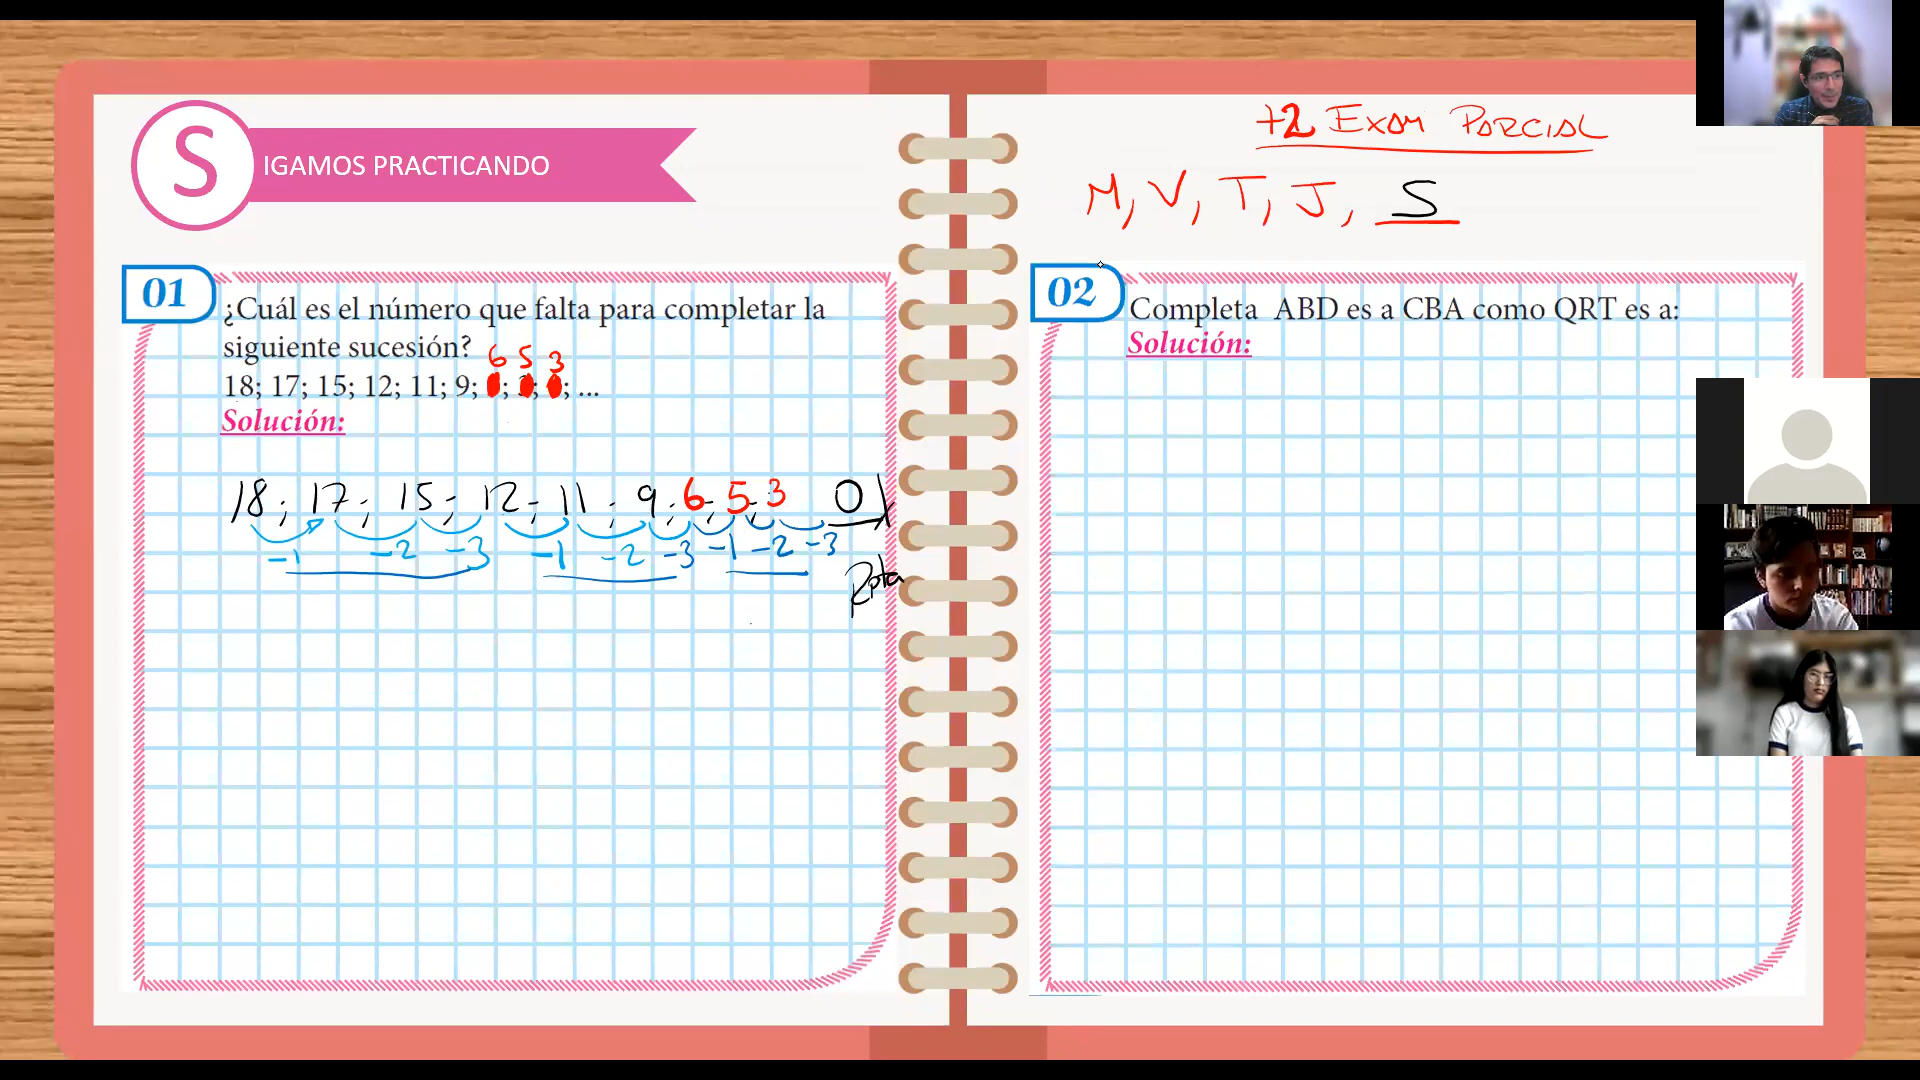 S IGAMOS PRACTICANDO
01
¿Cuál es el número que falta para completar la
siguiente sucesión?
6 5 3
18; 17; 15; 12; 11; 9; ; ; ; ...
Solución:
18; 17; 15; 12; 11; 9; 6; 5; 3 0
-1 -2 -3 -1 -2 -3 -1 -2 -3
Rpta
+2 Exam Parcial
M, V, T, J, S
02
Completa ABD es a CBA como QRT es a:
Solución: